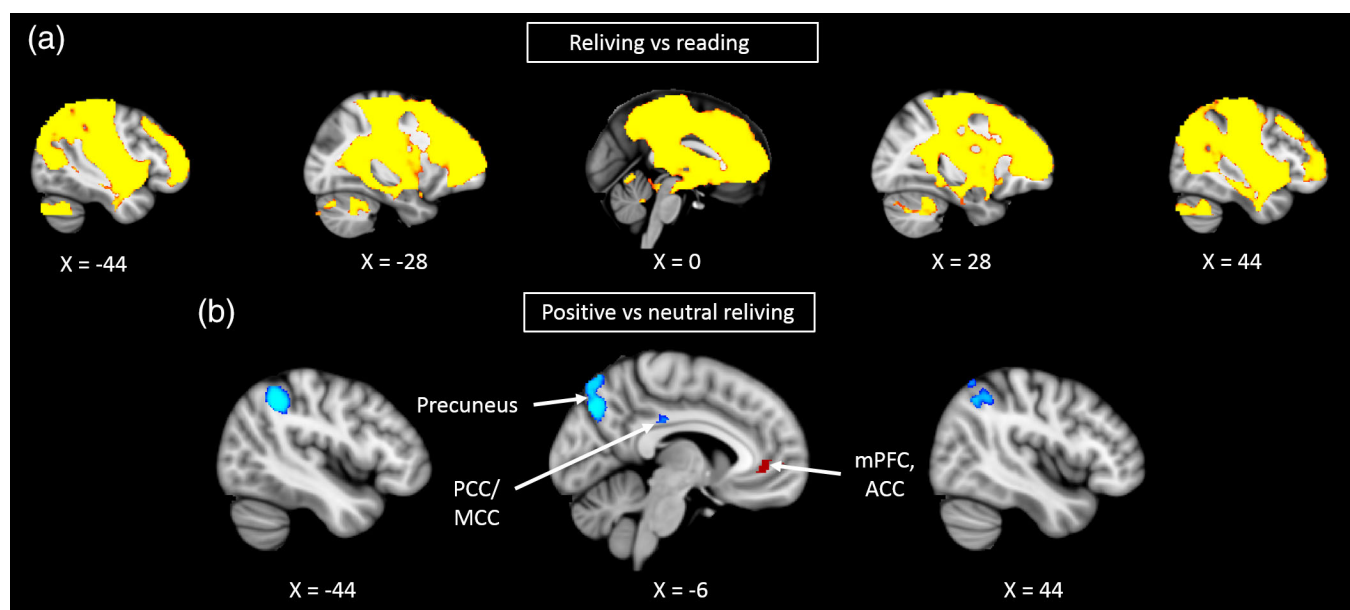 (a)
Reliving vs reading
X = -44
X = -28
X = 0
X = 28
X = 44
(b)
Positive vs neutral reliving
Precuneus
PCC/
MCC
mPFC,
ACC
X = -44
X = -6
X = 44